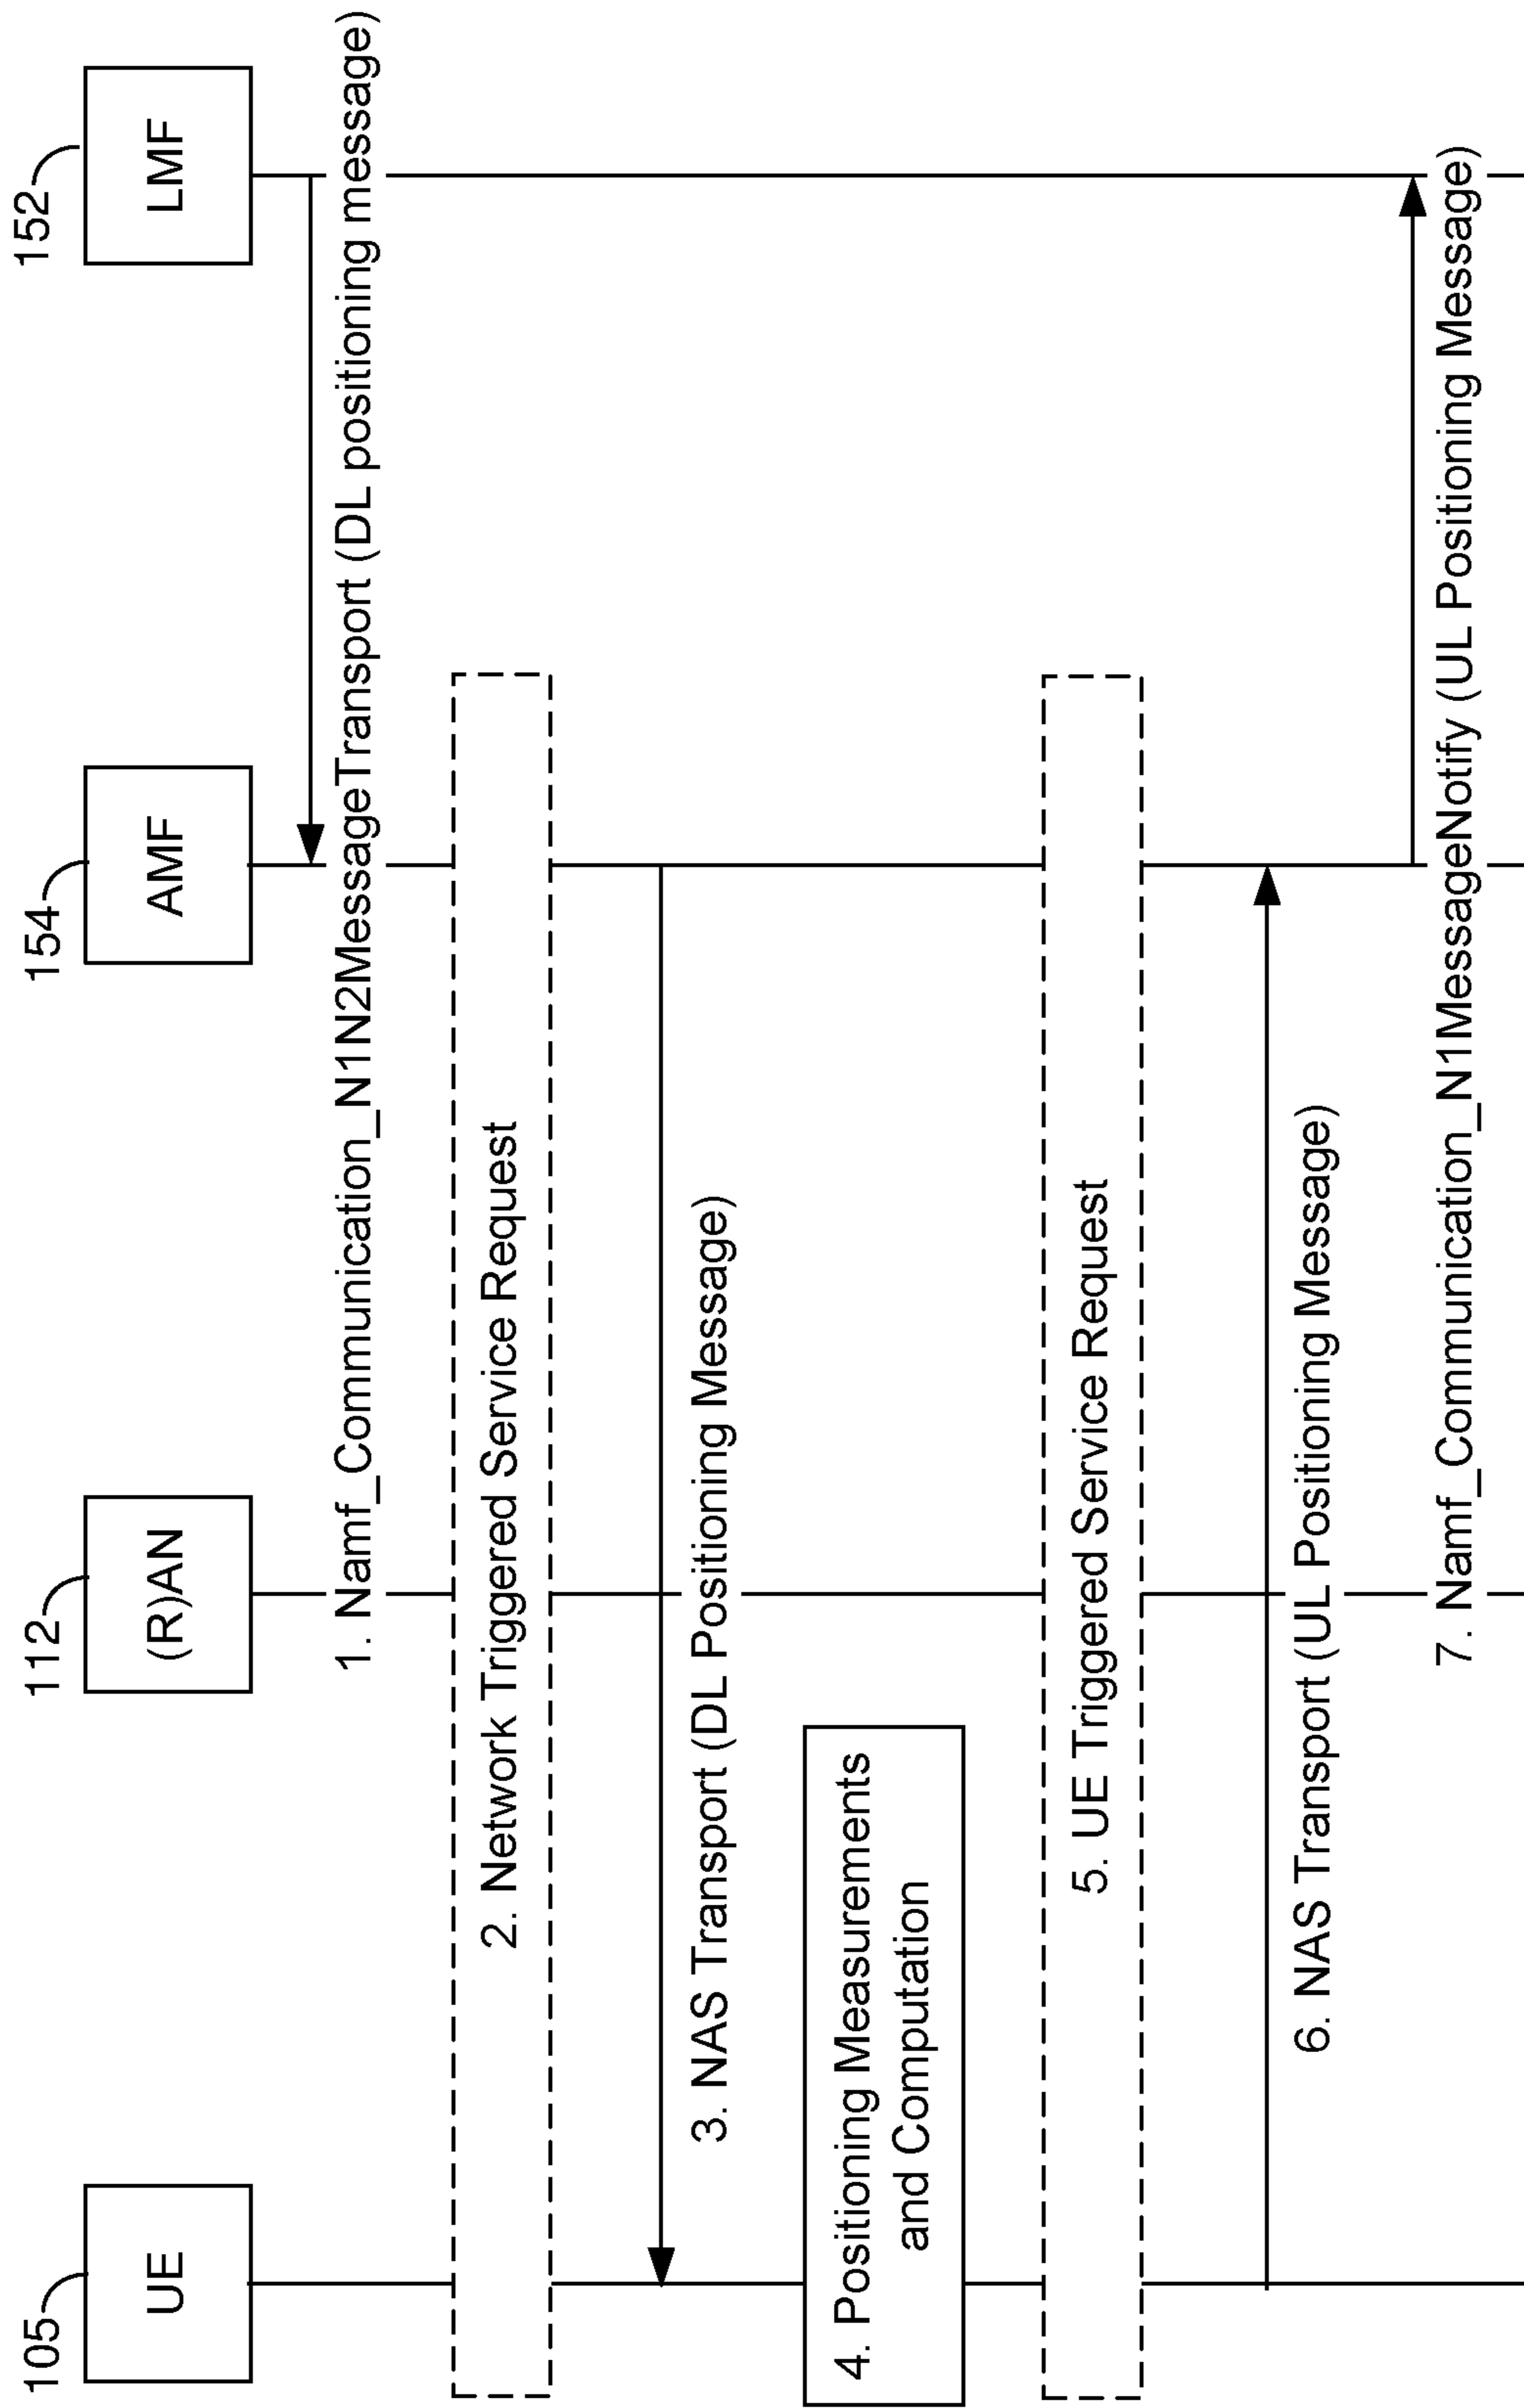 105
112
154
152
UE
(R)AN
AMF
LMF
1. Namf_Communication_N1N2MessageTransport (DL positioning message)
2. Network Triggered Service Request
3. NAS Transport (DL Positioning Message)
4. Positioning Measurements
and Computation
5. UE Triggered Service Request
6. NAS Transport (UL Positioning Message)
7. Namf_Communication_N1MessageNotify (UL Positioning Message)